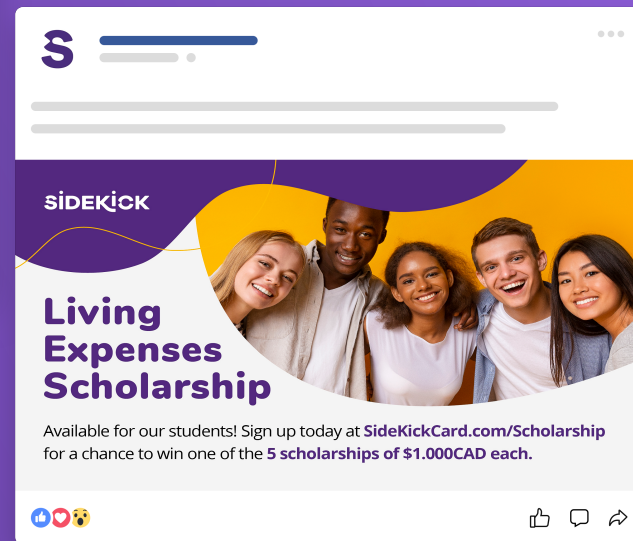 S
SIDEKICK
Living
Expenses
Scholarship
Available for our students! Sign up today at SideKickCard.com/Scholarship
for a chance to win one of the 5 scholarships of $1.000CAD each.